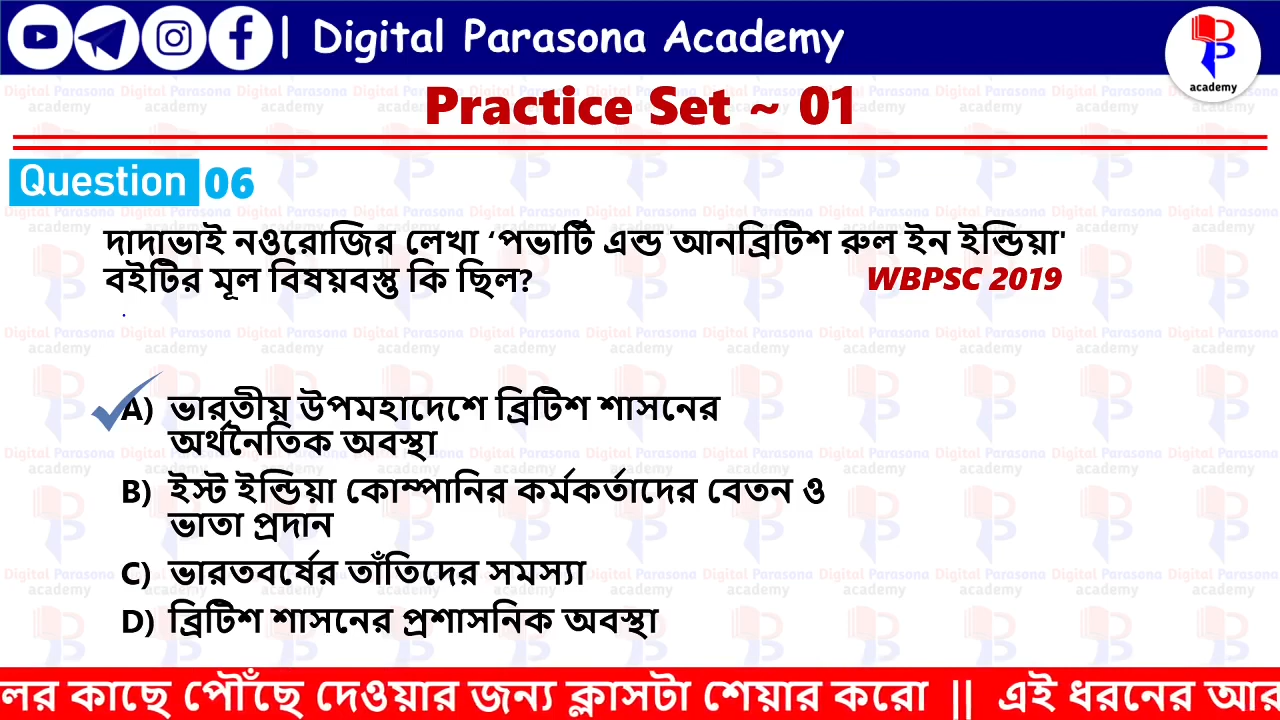 | Digital Parasona Academy
academy
Practice Set ~ 01
Question 06
দাদাভাই নওরোজির লেখা ‘পভার্টি এন্ড আনব্রিটিশ রুল ইন ইন্ডিয়া'
বইটির মূল বিষয়বস্তু কি ছিল?
WBPSC 2019
A) ভারতীয় উপমহাদেশে ব্রিটিশ শাসনের
অর্থনৈতিক অবস্থা
B) ইস্ট ইন্ডিয়া কোম্পানির কর্মকর্তাদের বেতন ও
ভাতা প্রদান
C) ভারতবর্ষের তাঁতিদের সমস্যা
D) ব্রিটিশ শাসনের প্রশাসনিক অবস্থা
লর কাছে পৌঁছে দেওয়ার জন্য ক্লাসটা শেয়ার করো || এই ধরনের আর